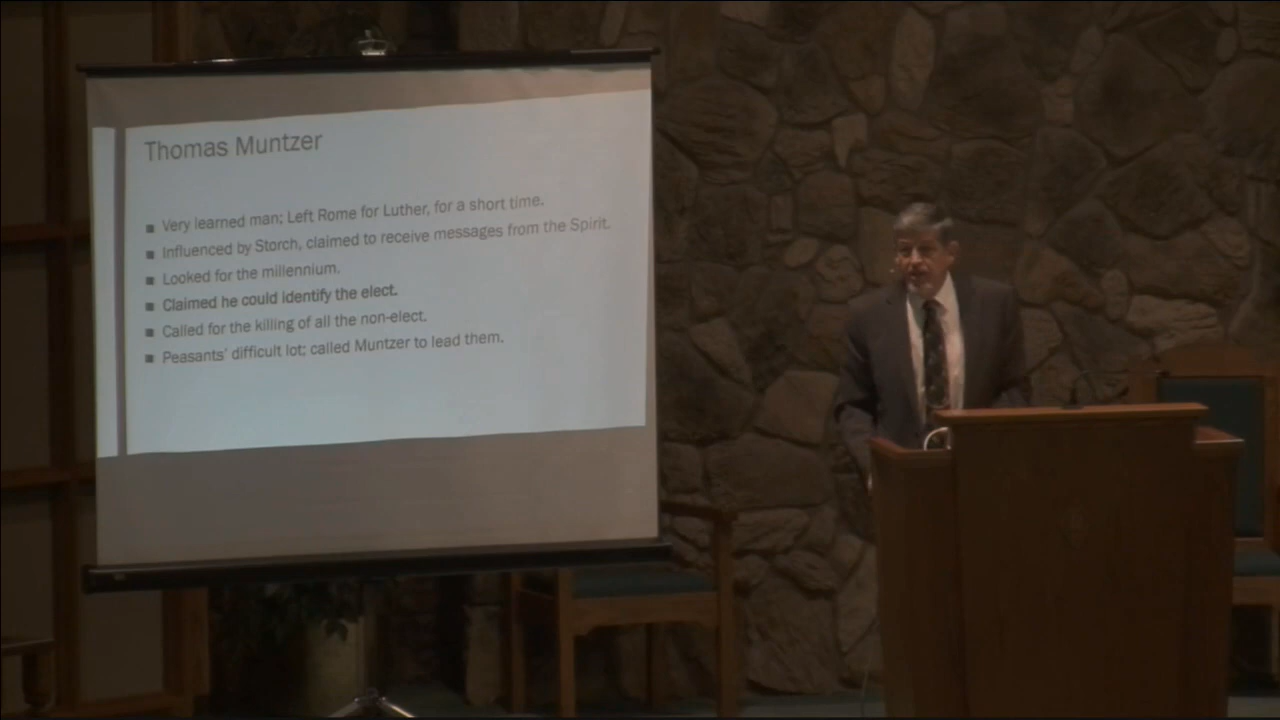 Thomas Muntzer
■ Very learned man; Left Rome for Luther, for a short time.
■ Influenced by Storch, claimed to receive messages from the Spirit.
■ Looked for the millennium.
■ Claimed he could identify the elect.
■ Called for the killing of all the non-elect.
■ Peasants' difficult lot; called Muntzer to lead them.